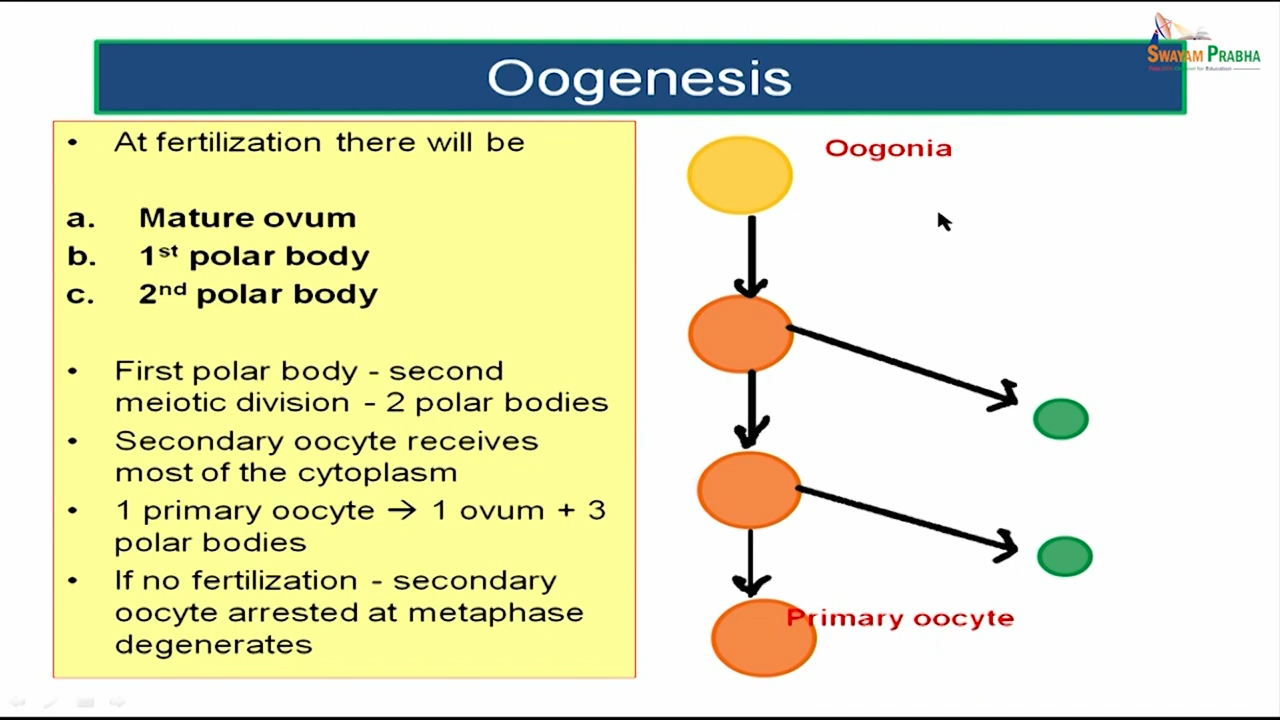 SWAYAM PRABHA
Oogenesis
• At fertilization there will be
a. Mature ovum
b. 1st polar body
c. 2nd polar body
• First polar body - second
meiotic division - 2 polar bodies
• Secondary oocyte receives
most of the cytoplasm
• 1 primary oocyte → 1 ovum + 3
polar bodies
• If no fertilization - secondary
oocyte arrested at metaphase
degenerates
Oogonia
Primary oocyte